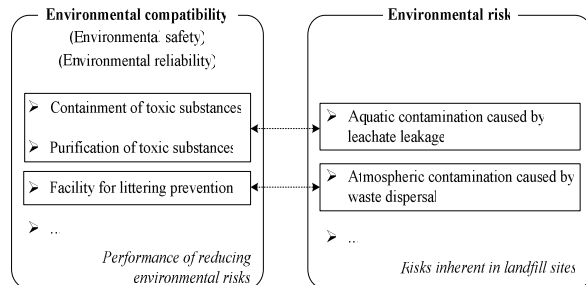 Environmental compatibility
(Environmental safety)
(Environmental reliability)
➢ Containment of toxic substances
➢ Purification of toxic substances
➢ Facility for littering prevention
➢ ...
Performance of reducing
environmental risks
Environmental risk
➢ Aquatic contamination caused by
leachate leakage
➢ Atmospheric contamination caused by
waste dispersal
➢ ...
Risks inherent in landfill sites